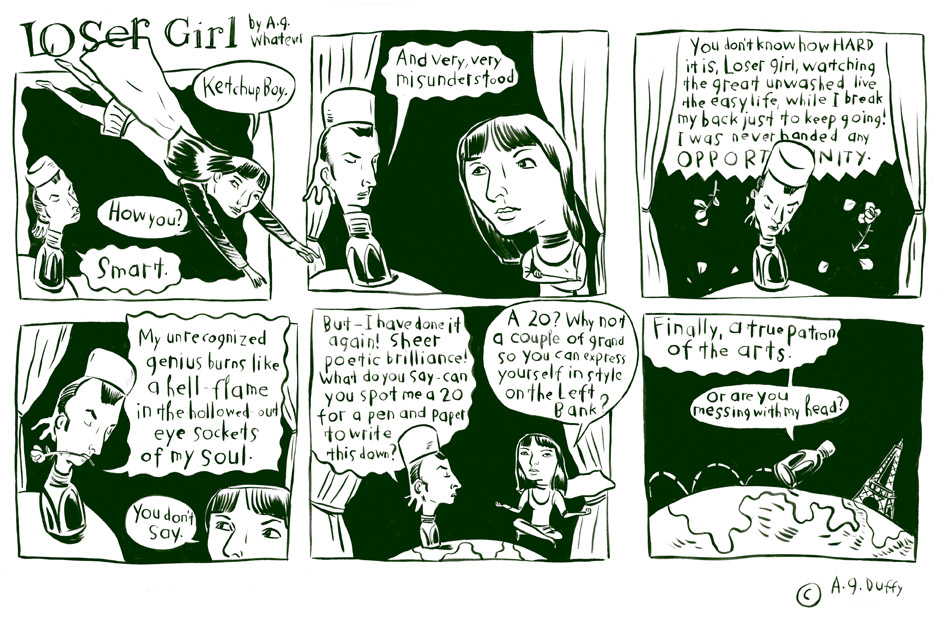 Loser Girl
by A.g.
Whatever
Ketchup Boy.
How you?
Smart.
And very, very
misunderstood
You don't know how HARD
it is, Loser girl, watching
the great unwashed live
the easy life, while I break
my back just to keep going!
I was never handed any
OPPORTUNITY.
My unrecognized
genius burns like
a hell-flame
in the hollowed-out
eye sockets
of my soul.
You don't
say.
But-I have done it
again! Sheer
poetic brilliance!
What do you say-can
you spot me a 20
for a pen and paper
to write
this down?
A 20? Why not
a couple of grand
so you can express
yourself in style
on the Left
Bank?
Finally, a true patron
of the arts.
Or are you
messing with my head?
© A.g. Duffy